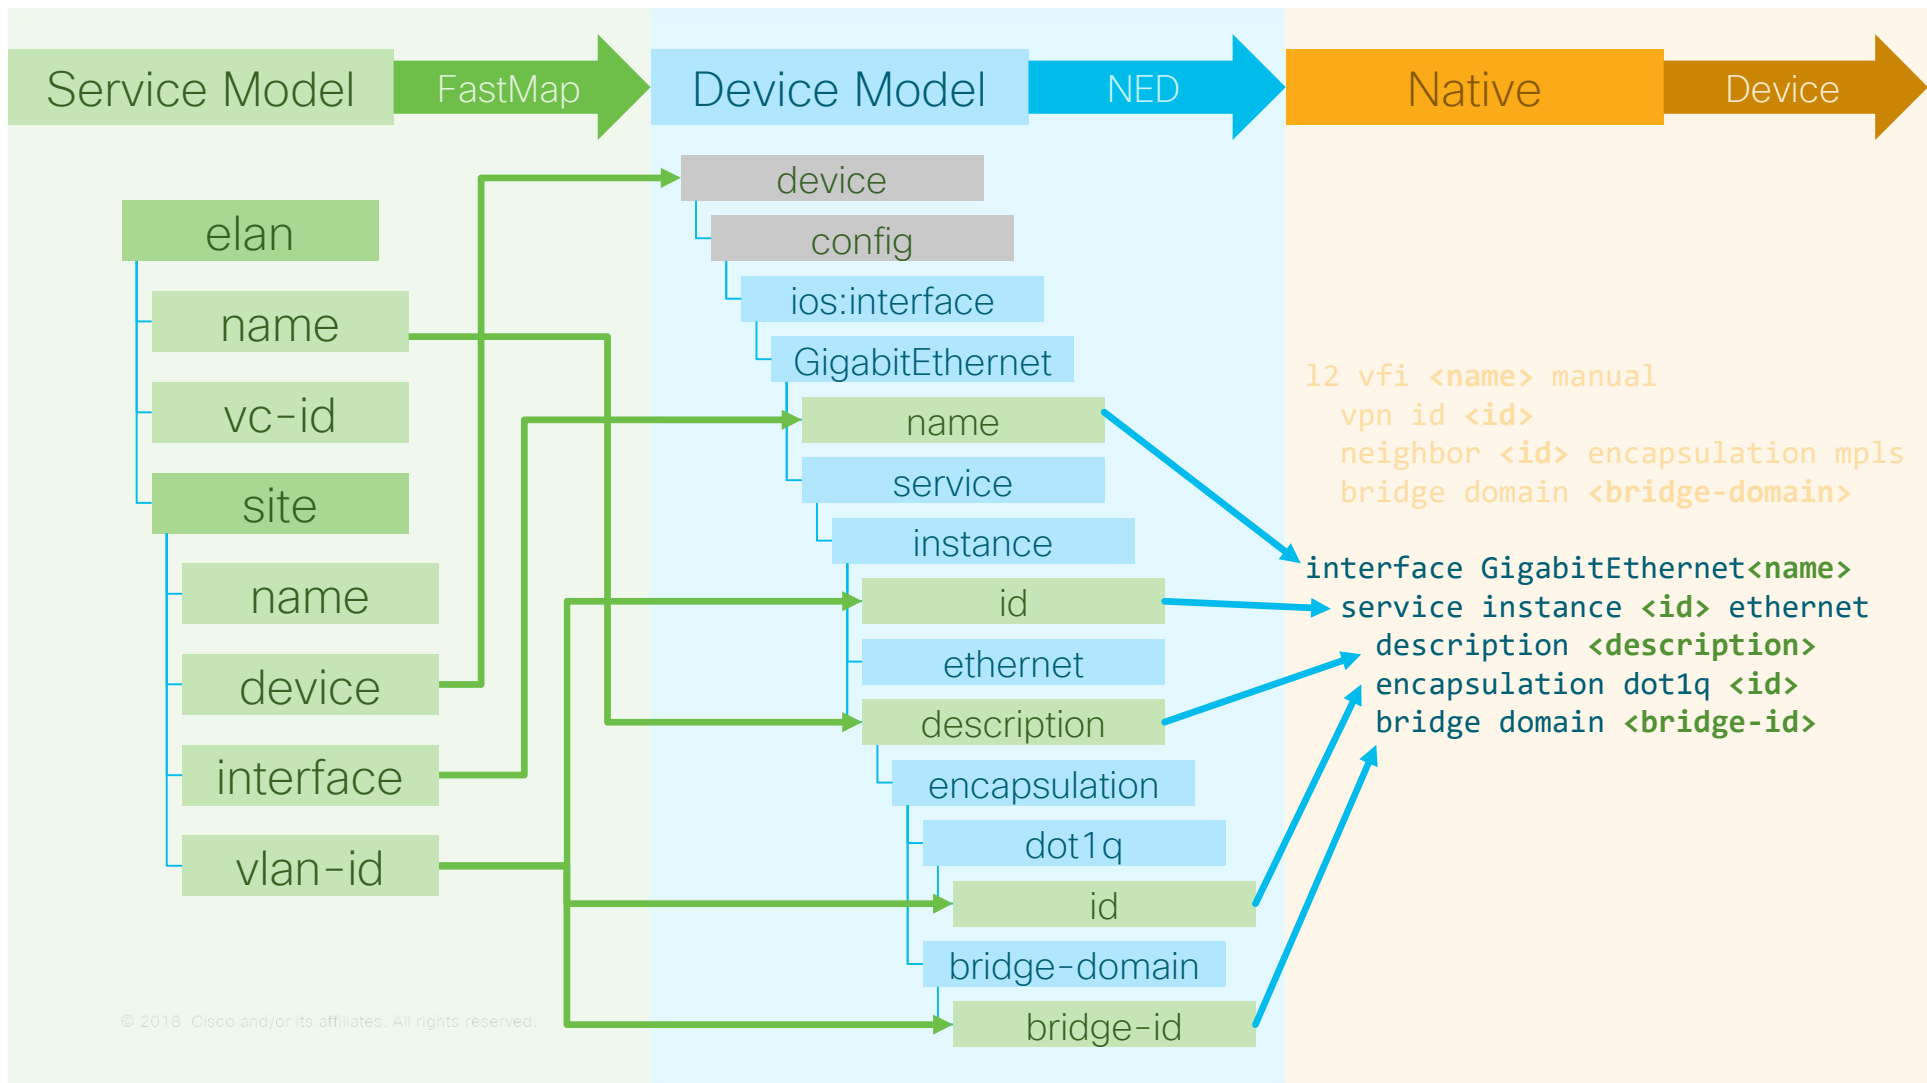 Service Model
FastMap
Device Model
NED
Native
Device
elan
name
vc-id
site
name
device
interface
vlan-id
device
config
ios:interface
GigabitEthernet
name
service
instance
id
ethernet
description
encapsulation
dot1q
id
bridge-domain
bridge-id
l2 vfi <name> manual
vpn id <id>
neighbor <id> encapsulation mpls
bridge domain <bridge-domain>
interface GigabitEthernet<name>
service instance <id> ethernet
description <description>
encapsulation dot1q <id>
bridge domain <bridge-id>
© 2018 Cisco and/or its affiliates. All rights reserved.